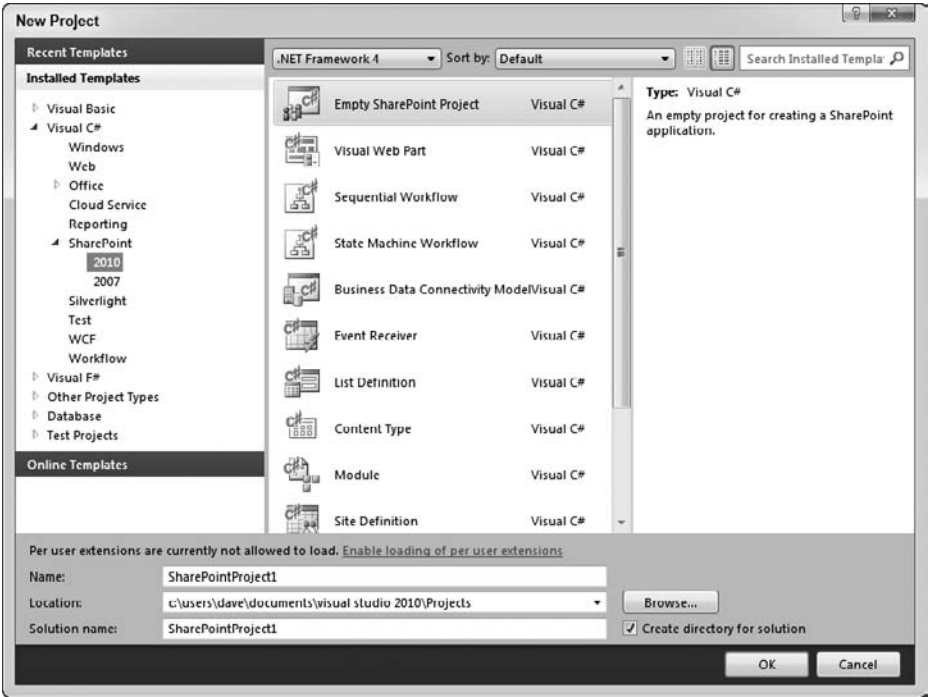 New Project
Recent Templates
Installed Templates
Visual Basic
Visual C#
Windows
Web
Office
Cloud Service
Reporting
SharePoint
2010
2007
Silverlight
Test
WCF
Workflow
Visual F#
Other Project Types
Database
Test Projects
Online Templates
.NET Framework 4 Sort by: Default
Search Installed Templa
Empty SharePoint Project Visual C#
Visual Web Part Visual C#
Sequential Workflow Visual C#
State Machine Workflow Visual C#
Business Data Connectivity ModelVisual C#
Event Receiver Visual C#
List Definition Visual C#
Content Type Visual C#
Module Visual C#
Site Definition Visual C#
Type: Visual C#
An empty project for creating a SharePoint
application.
Per user extensions are currently not allowed to load. Enable loading of per user extensions
Name: SharePointProject1
Location: c:\users\dave\documents\visual studio 2010\Projects Browse...
Solution name: SharePointProject1 Create directory for solution
OK Cancel